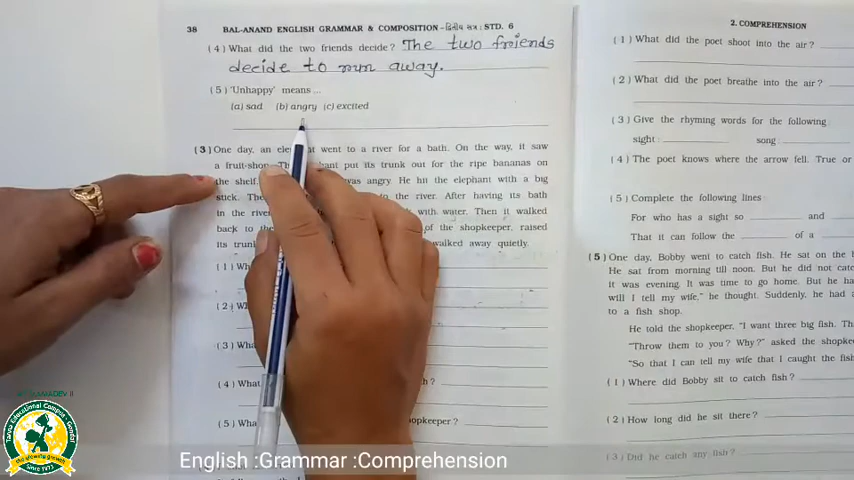 38 BAL-ANAND ENGLISH GRAMMAR & COMPOSITION - દ્વિતીય સત્ર : STD. 6
(4) What did the two friends decide? The two friends
decide to run away.
(5) 'Unhappy' means ...
(a) sad (b) angry (c) excited
(3) One day, an went to a river for a bath. On the way, it saw
a fruit-shop put its trunk out for the ripe bananas on
the shelf. was angry. He hit the elephant with a big
stick. to the river. After having its bath
in the river with water. Then it walked
back to of the shopkeeper, raised
its trunk walked away quietly.
(1)
(2)
(3) What
(4) What
(5) What shopkeeper?
2. COMPREHENSION
(1) What did the poet shoot into the air?
(2) What did the poet breathe into the air?
(3) Give the rhyming words for the following
sight : song :
(4) The poet knows where the arrow fell. True or
(5) Complete the following lines
For who has a sight so and
That it can follow the of a
(5) One day, Bobby went to catch fish. He sat on the
He sat from morning till noon. But he did not
it was evening. It was time to go home. But he
will I tell my wife," he thought. Suddenly, he had
to a fish shop.
He told the shopkeeper, "I want three big fish.
"Throw them to you? Why?" asked the
"So that I can tell my wife that I caught the
(1) Where did Bobby sit to catch fish?
(2) How long did he sit there?
(3) Did he catch any fish?
English :Grammar :Comprehension